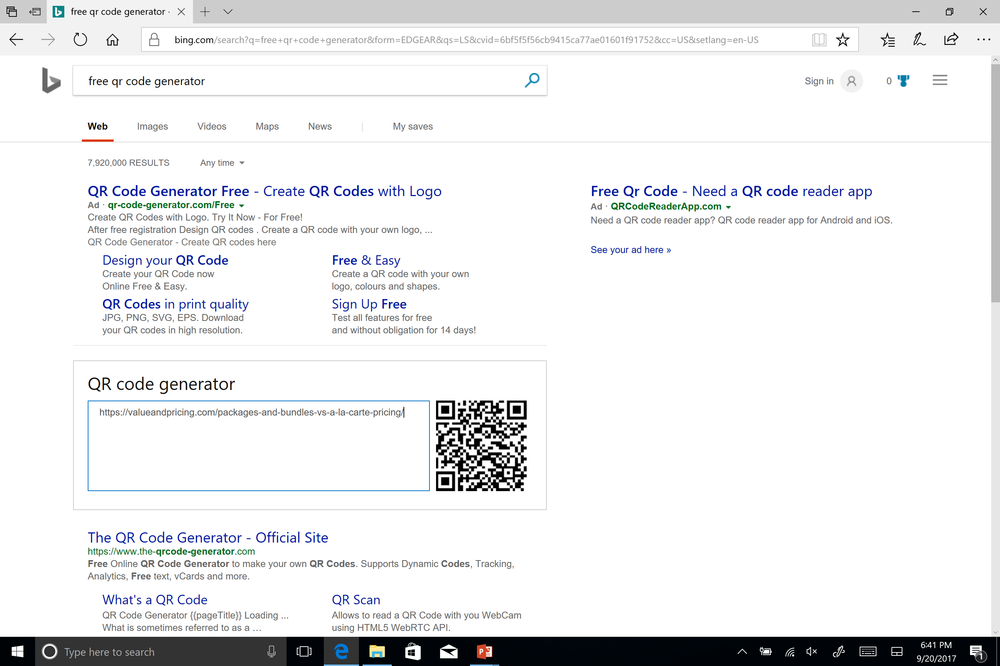 free qr code generator -
bing.com/search?q=free+qr+code+generator&form=EDGEAR&qs=LS&cvid=6bf5f5f56cb9415ca77ae01601f91752&cc=US&setlang=en-US
free qr code generator
Sign in
0
Web
Images
Videos
Maps
News
|
My saves
7,920,000 RESULTS
Any time
QR Code Generator Free - Create QR Codes with Logo
Ad · qr-code-generator.com/Free
Create QR Codes with Logo. Try It Now - For Free!
After free registration Design QR codes . Create a QR code with your own logo, ...
QR Code Generator - Create QR codes here
Design your QR Code
Create your QR Code now
Online Free & Easy.
Free & Easy
Create a QR code with your own
logo, colours and shapes.
QR Codes in print quality
JPG, PNG, SVG, EPS. Download
your QR codes in high resolution.
Sign Up Free
Test all features for free
and without obligation for 14 days!
Free Qr Code - Need a QR code reader app
Ad · QRCodeReaderApp.com
Need a QR code reader app? QR code reader app for Android and iOS.
See your ad here »
QR code generator
https://valueandpricing.com/packages-and-bundles-vs-a-la-carte-pricing/
The QR Code Generator - Official Site
https://www.the-qrcode-generator.com
Free Online QR Code Generator to make your own QR Codes. Supports Dynamic Codes, Tracking,
Analytics, Free text, vCards and more.
What's a QR Code
QR Code Generator {{pageTitle}} Loading ...
What is sometimes referred to as a …
QR Scan
Allows to read a QR Code with you WebCam
using HTML5 WebRTC API.
Type here to search
6:41 PM
9/20/2017
1